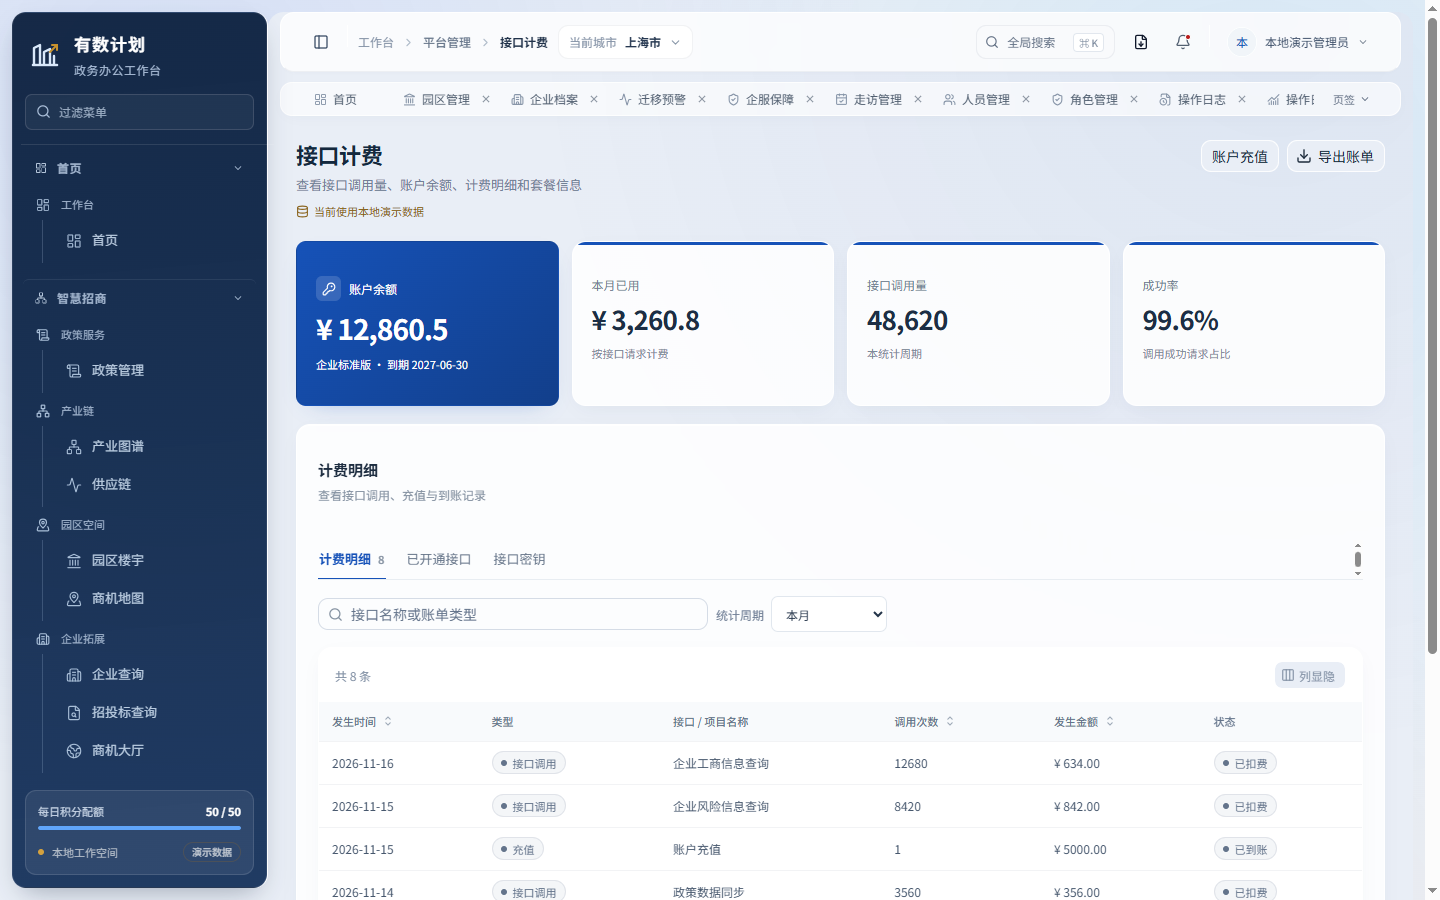 有数计划
政务办公工作台
过滤菜单
首页
工作台
首页
智慧招商
政策服务
政策管理
产业链
产业图谱
供应链
园区空间
园区楼宇
商机地图
企业拓展
企业查询
招投标查询
商机大厅
每日积分配额 50 / 50
本地工作空间 演示数据
工作台 平台管理 接口计费 当前城市 上海市 全局搜索 ⌘K 本 本地演示管理员
首页 园区管理 企业档案 迁移预警 企服保障 走访管理 人员管理 角色管理 操作日志 操作 页签
接口计费
查看接口调用量、账户余额、计费明细和套餐信息
当前使用本地演示数据
账户充值 导出账单
账户余额
¥ 12,860.5
企业标准版 · 到期 2027-06-30
本月已用
¥ 3,260.8
按接口请求计费
接口调用量
48,620
本统计周期
成功率
99.6%
调用成功请求占比
计费明细
查看接口调用、充值与到账记录
计费明细 8 已开通接口 接口密钥
接口名称或账单类型 统计周期 本月
共 8 条 列显隐
发生时间 类型 接口 / 项目名称 调用次数 发生金额 状态
2026-11-16 接口调用 企业工商信息查询 12680 ¥ 634.00 已扣费
2026-11-15 接口调用 企业风险信息查询 8420 ¥ 842.00 已扣费
2026-11-15 充值 账户充值 1 ¥ 5000.00 已到账
2026-11-14 接口调用 政策数据同步 3560 ¥ 356.00 已扣费